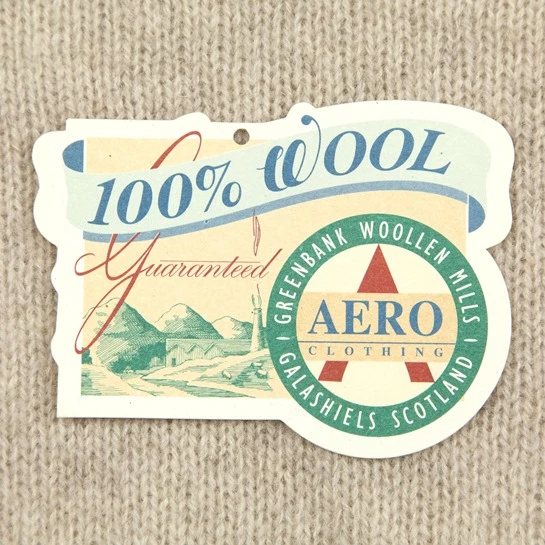 100% WOOL
Guaranteed
GREENBANK WOOLLEN MILLS
AERO
CLOTHING
GALASHIELS SCOTLAND